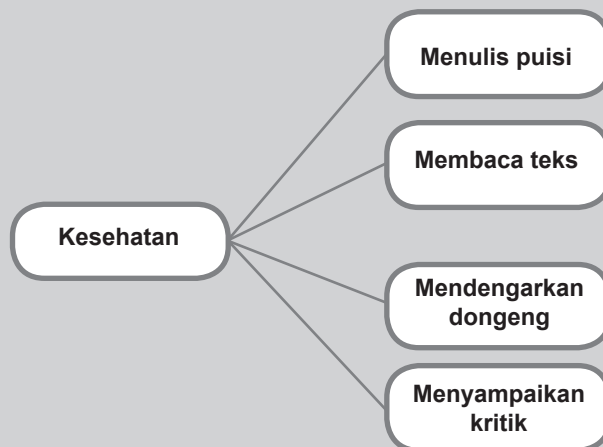 Menulis puisi
Membaca teks
Kesehatan
Mendengarkan
dongeng
Menyampaikan
kritik